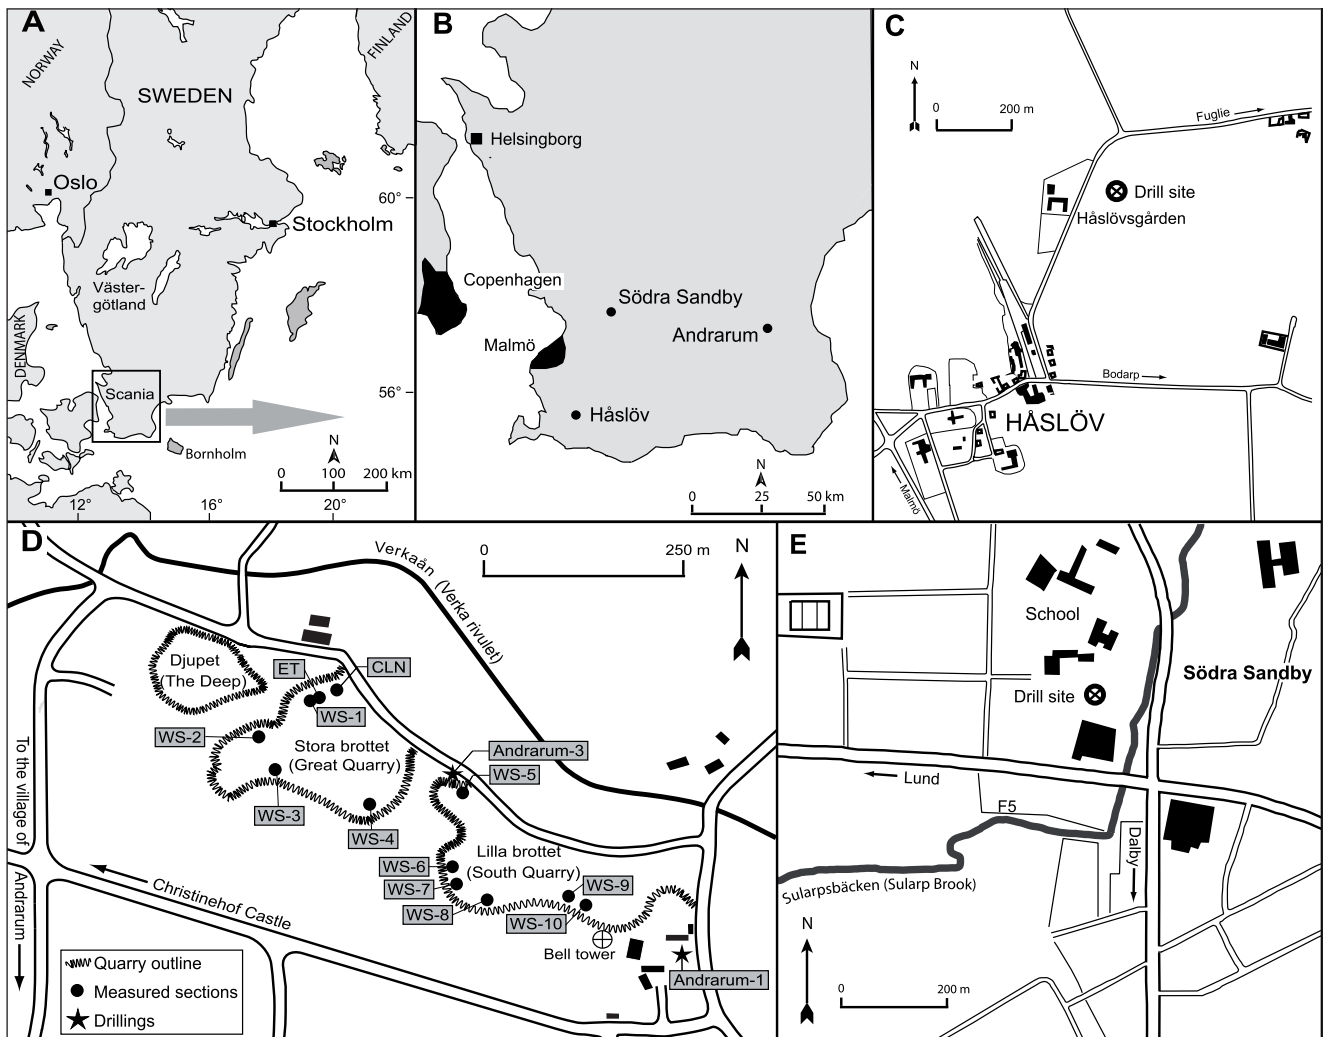 A
NORWAY
FINLAND
SWEDEN
Oslo
60°
Stockholm
Väster-
götland
DENMARK
56°
Scania
Bornholm
N
0 100 200 km
12° 16° 20°
B
Helsingborg
Copenhagen
Södra Sandby
Andrarum
Malmö
Håslöv
N
0 25 50 km
C
N
0 200 m
Fuglie
Drill site
Håslövsgården
Bodarp
HÅSLÖV
Malmö
D
Verkaån (Verka rivulet)
0 250 m
N
Djupet
(The Deep)
ET
CLN
WS-1
WS-2
Stora brottet
(Great Quarry)
Andrarum-3
WS-5
WS-3
WS-4
Lilla brottet
(South Quarry)
WS-6
WS-7
WS-8
WS-9
WS-10
Bell tower
Andrarum-1
To the village of
Andrarum
Christinehof Castle
Quarry outline
Measured sections
Drillings
E
School
Södra Sandby
Drill site
Lund
F5
Dalby
Sularpsbäcken (Sularp Brook)
N
0 200 m